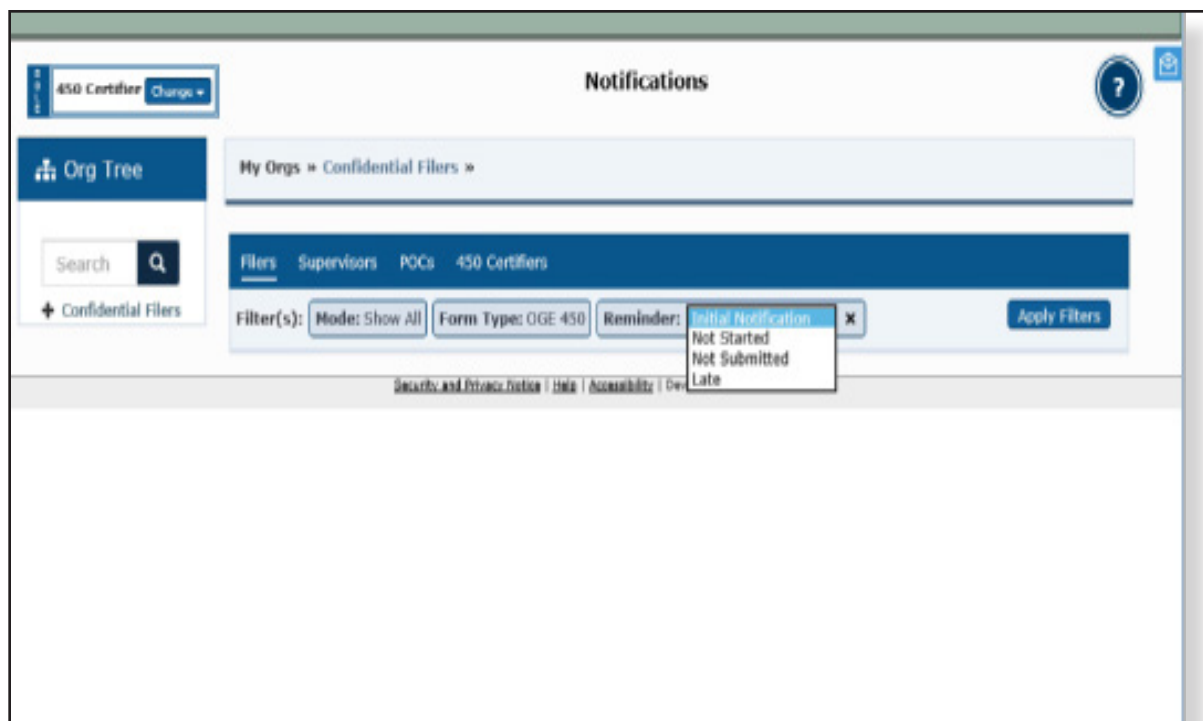 Notifications
ROLE
450 Certifier Change
?
Org Tree
My Orgs » Confidential Filers »
Search
Confidential Filers
Filers Supervisors POCs 450 Certifiers
Filter(s): Mode: Show All Form Type: OGE 450 Reminder: Initial Notification x Apply Filters
Not Started
Not Submitted
Late
Security and Privacy Notice | Help | Accessibility | Dev